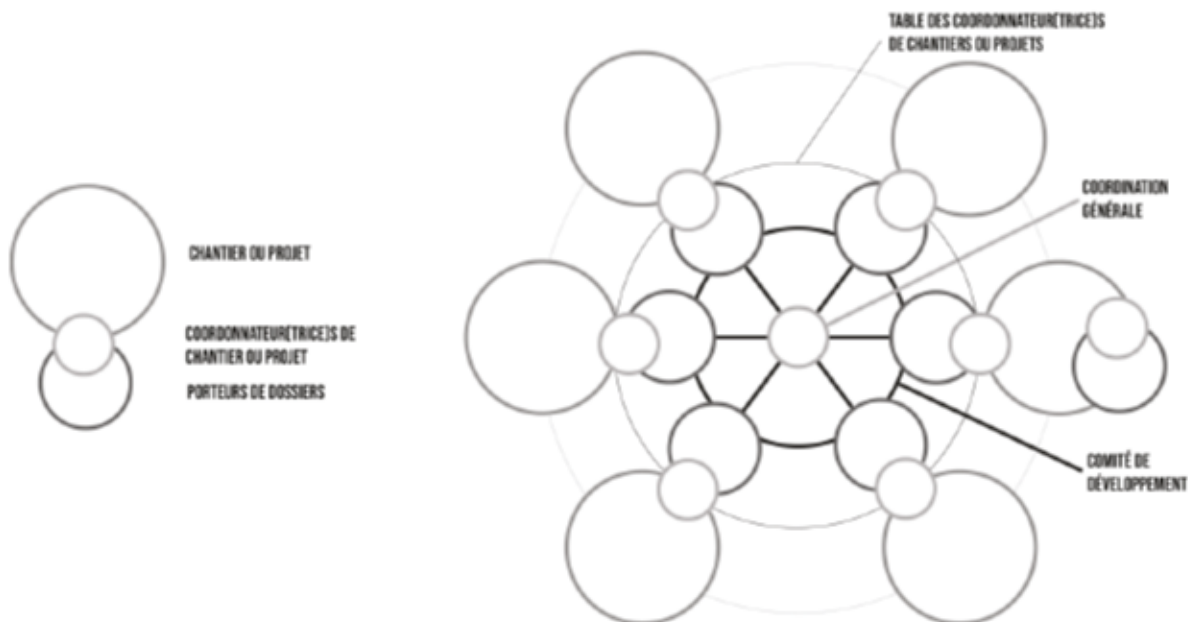 TABLE DES COORDONNATEUR(TRICE)S
DE CHANTIERS OU PROJETS
COORDINATION
GÉNÉRALE
CHANTIER OU PROJET
COORDONNATEUR(TRICE)S DE
CHANTIER OU PROJET
PORTEURS DE DOSSIERS
COMITÉ DE
DÉVELOPPEMENT